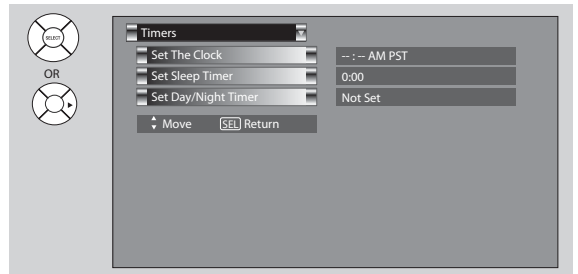 SELECT
OR
Timers
Set The Clock -- : -- AM PST
Set Sleep Timer 0:00
Set Day/Night Timer Not Set
Move SEL Return